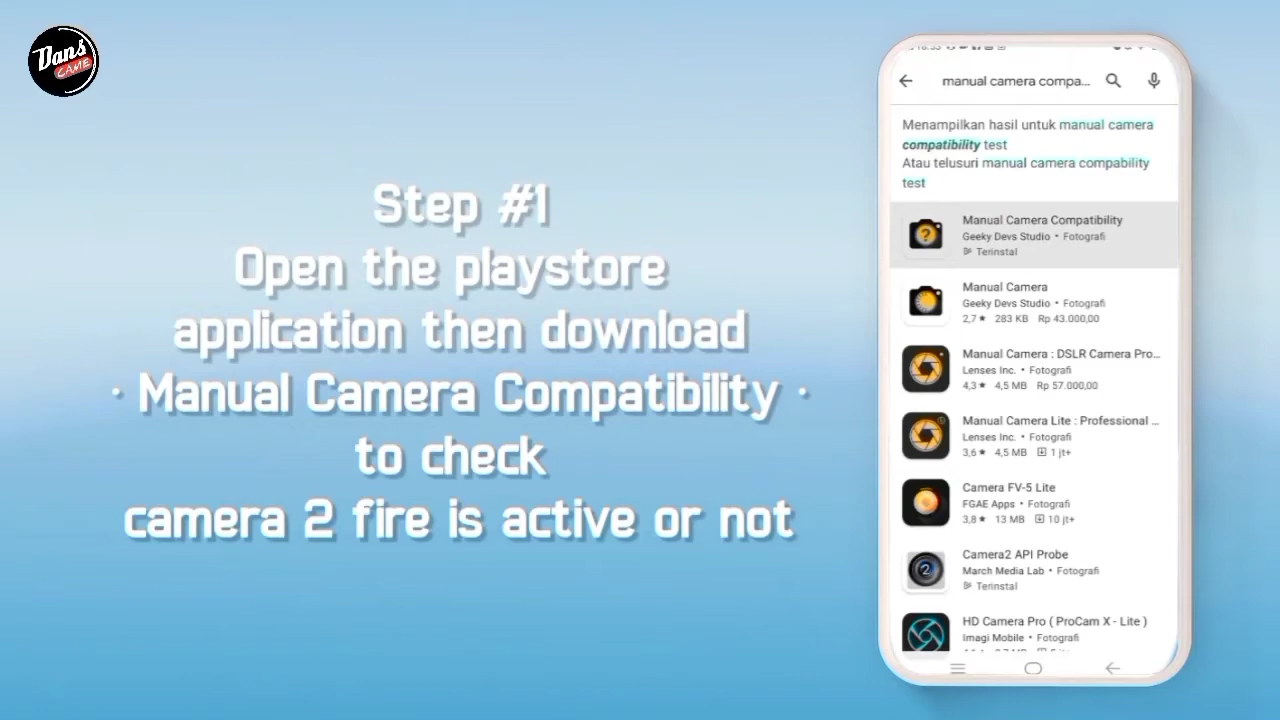 Dans
GAME
Step #1
Open the playstore
application then download
· Manual Camera Compatibility ·
to check
camera 2 fire is active or not
manual camera compa...
Menampilkan hasil untuk manual camera
compatibility test
Atau telusuri manual camera compability
test
Manual Camera Compatibility
Geeky Devs Studio • Fotografi
Terinstal
Manual Camera
Geeky Devs Studio • Fotografi
2,7★ 283 KB Rp 43.000,00
Manual Camera : DSLR Camera Pro...
Lenses Inc. • Fotografi
4,3★ 4,5 MB Rp 57.000,00
Manual Camera Lite : Professional ...
Lenses Inc. • Fotografi
3,6★ 4,5 MB 1 jt+
Camera FV-5 Lite
FGAE Apps • Fotografi
3,8★ 13 MB 10 jt+
Camera2 API Probe
March Media Lab • Fotografi
Terinstal
HD Camera Pro ( ProCam X - Lite )
Imagi Mobile • Fotografi